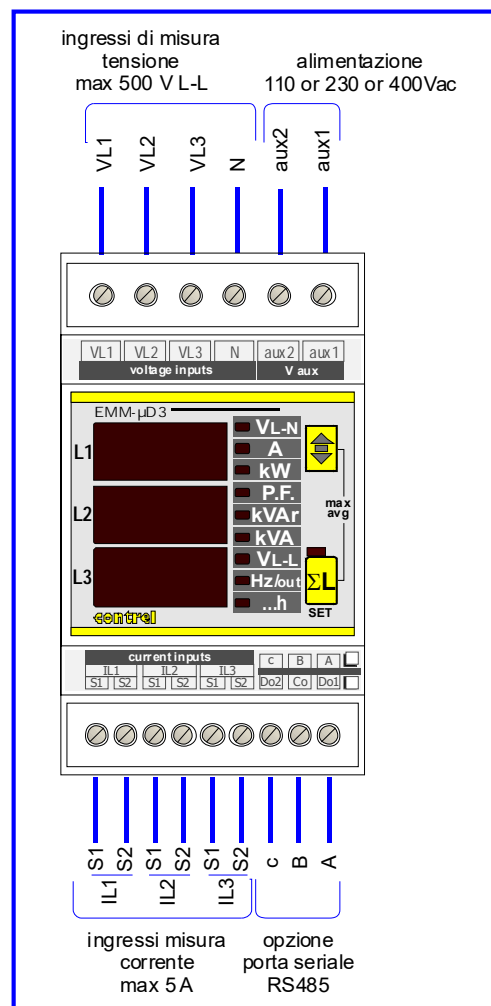 ingressi di misura
tensione
max 500 V L-L
alimentazione
110 or 230 or 400Vac
VL1 VL2 VL3 N aux2 aux1
VL1 VL2 VL3 N aux2 aux1
voltage inputs V aux
EMM-µD3
L1
L2
L3
VL-N
A
kW
P.F.
kVAr
kVA
VL-L
Hz/out
...h
max
avg
ΣL
SET
contrel
current inputs
IL1 IL2 IL3
S1 S2 S1 S2 S1 S2
c B A
Do2 Co Do1
S1 S2 S1 S2 S1 S2 c B A
IL1 IL2 IL3
ingressi misura
corrente
max 5A
opzione
porta seriale
RS485